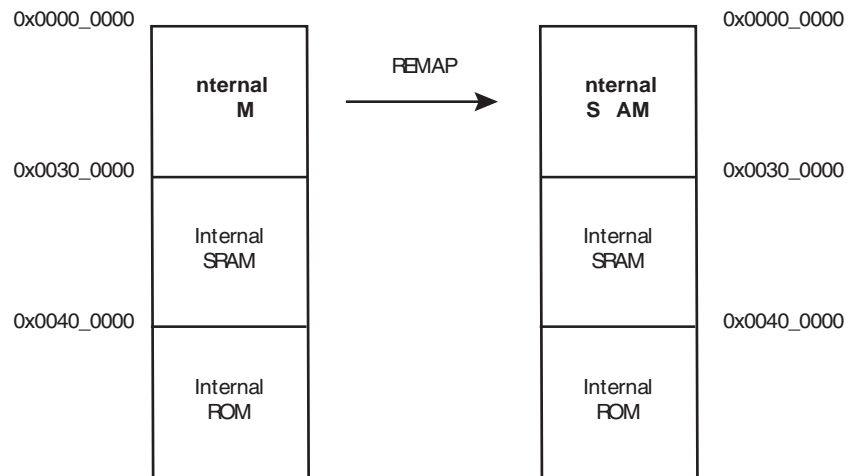 0x0000_0000
nternal
M
REMAP
nternal
S AM
0x0000_0000
0x0030_0000
0x0030_0000
Internal
SRAM
Internal
SRAM
0x0040_0000
0x0040_0000
Internal
ROM
Internal
ROM